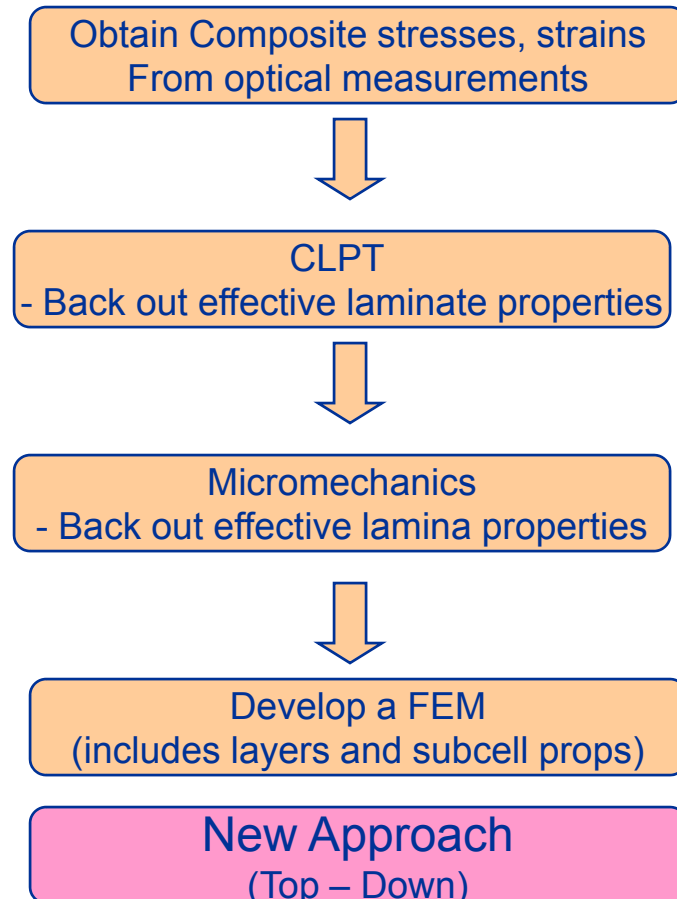 Obtain Composite stresses, strains
From optical measurements
CLPT
- Back out effective laminate properties
Micromechanics
- Back out effective lamina properties
Develop a FEM
(includes layers and subcell props)
New Approach
(Top – Down)